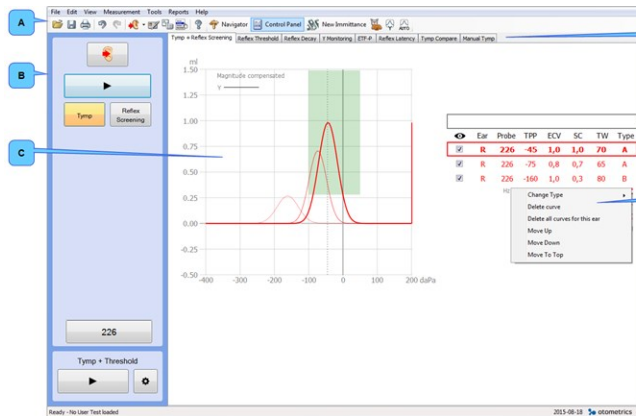 File Edit View Measurement Tools Reports Help
A
Navigator Control Panel New Immittance
Tymp + Reflex Screening Reflex Threshold Reflex Decay Y Monitoring ETF-P Reflex Latency Tymp Compare Manual Tymp
B
Tymp
Reflex Screening
226
Tymp + Threshold
C
ml
Magnitude compensated
Y
1.50
1.25
1.00
0.75
0.50
0.25
0.00
-0.25
-0.50
-400 -300 -200 -100 0 100 200 daPa
Ear Probe TPP ECV SC TW Type
R 226 -45 1,0 1,0 70 A
R 226 -75 0,8 0,7 65 A
R 226 -160 1,0 0,3 80 B
Hz
Change Type
Delete curve
Delete all curves for this ear
Move Up
Move Down
Move To Top
Ready - No User Test loaded
2015-08-18 otometrics